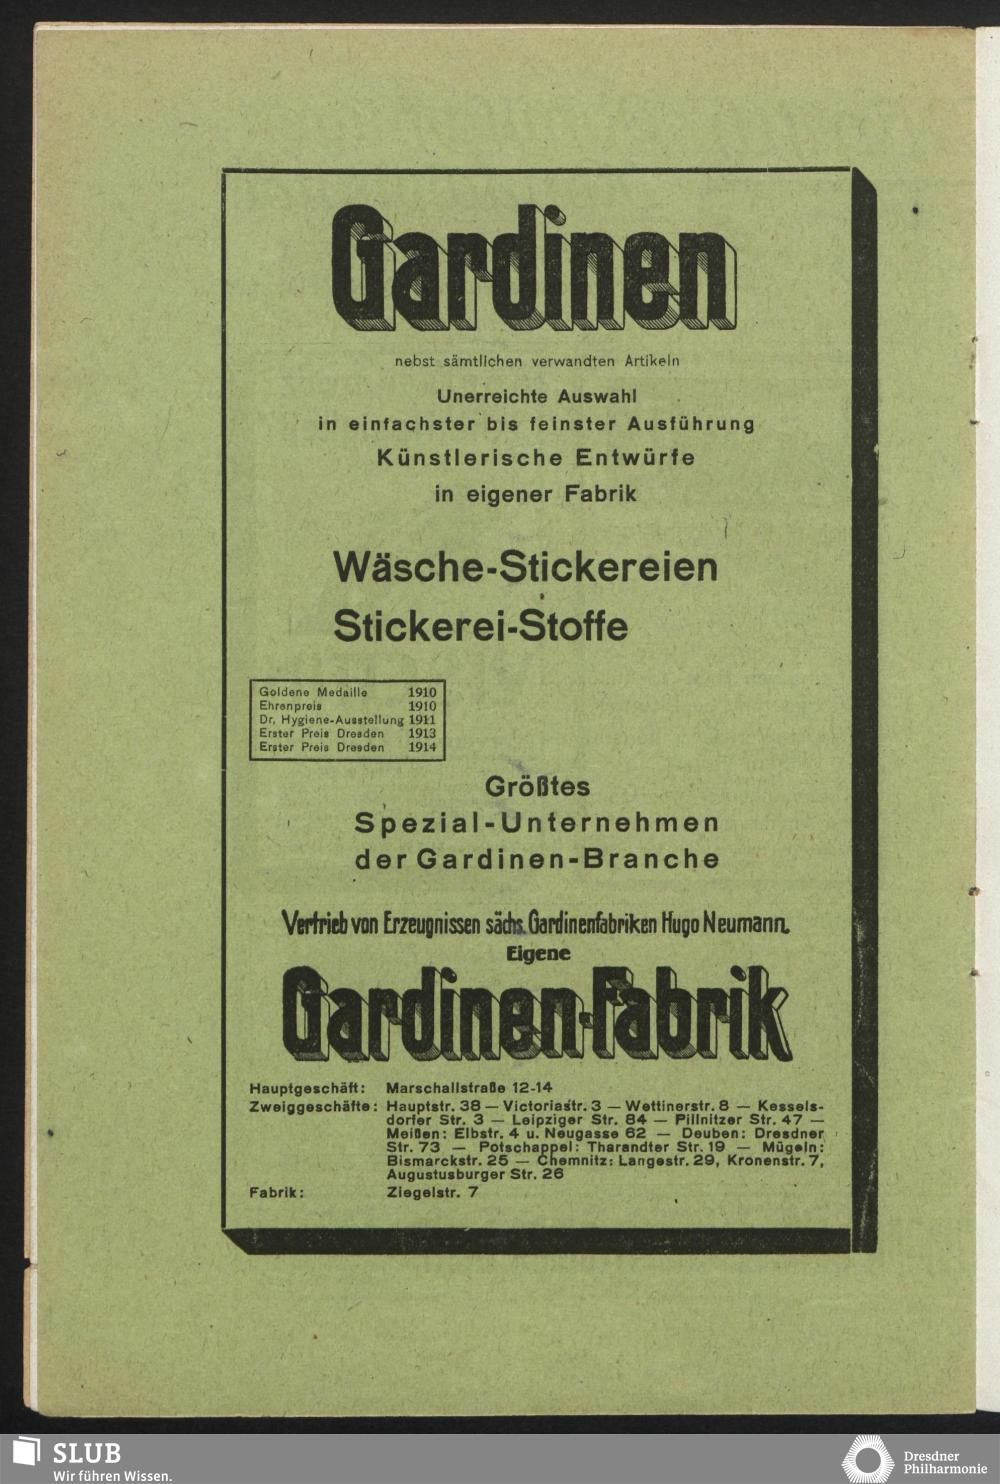 Gardinen
nebst sämtlichen verwandten Artikeln
Unerreichte Auswahl
in einfachster bis feinster Ausführung
Künstlerische Entwürfe
in eigener Fabrik
Wäsche-Stickereien
Stickerei-Stoffe
Goldene Medaille 1910
Ehrenpreis 1910
Dr. Hygiene-Ausstellung 1911
Erster Preis Dresden 1913
Erster Preis Dresden 1914
Größtes
Spezial-Unternehmen
der Gardinen-Branche
Vertrieb von Erzeugnissen sächs. Gardinenfabriken Hugo Neumann.
Eigene
Gardinen-Fabrik
Hauptgeschäft: Marschallstraße 12-14
Zweiggeschäfte: Hauptstr. 38 — Victoriastr. 3 — Wettinerstr. 8 — Kessels-
dorfer Str. 3 — Leipziger Str. 84 — Pillnitzer Str. 47 —
Meißen: Elbstr. 4 u. Neugasse 62 — Deuben: Dresdner
Str. 73 — Potschappel: Tharandter Str. 19 — Mügeln:
Bismarckstr. 25 — Chemnitz: Langestr. 29, Kronenstr. 7,
Augustusburger Str. 26
Fabrik: Ziegelstr. 7
SLUB
Wir führen Wissen.
Dresdner
Philharmonie